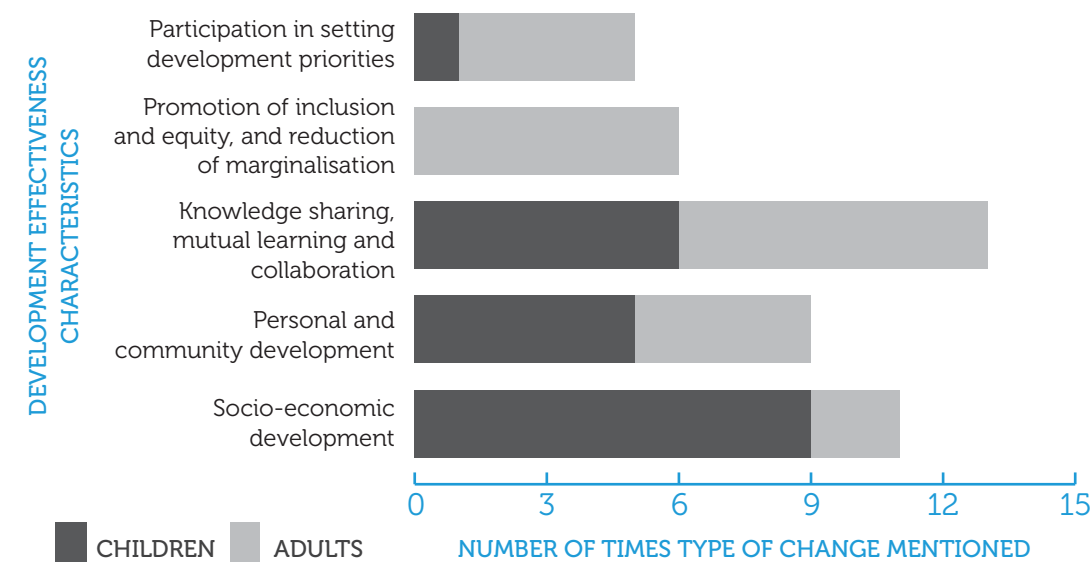 DEVELOPMENT EFFECTIVENESS
CHARACTERISTICS
Participation in setting
development priorities
Promotion of inclusion
and equity, and reduction
of marginalisation
Knowledge sharing,
mutual learning and
collaboration
Personal and
community development
Socio-economic
development
0 3 6 9 12 15
CHILDREN ADULTS NUMBER OF TIMES TYPE OF CHANGE MENTIONED